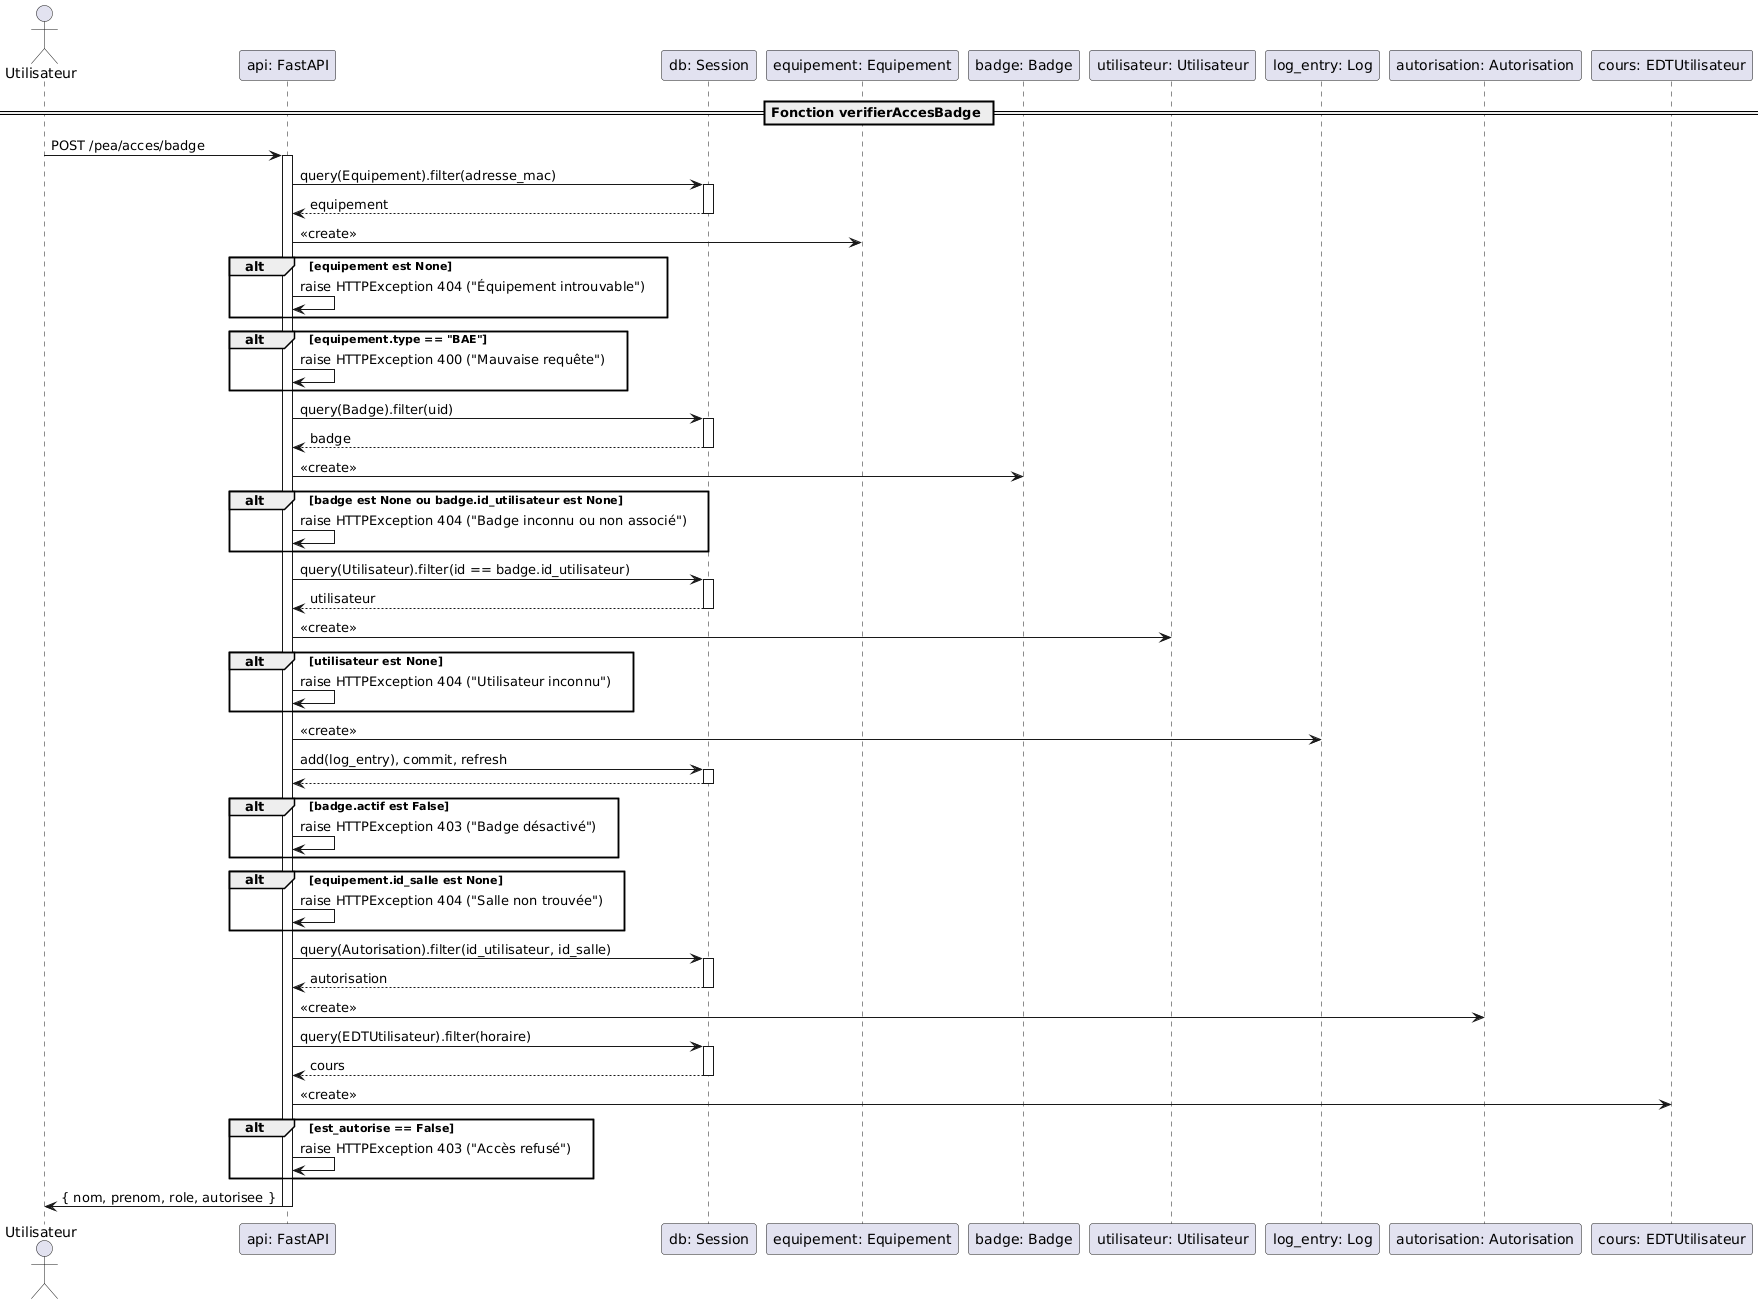 Utilisateur
api: FastAPI
db: Session
equipement: Equipement
badge: Badge
utilisateur: Utilisateur
log_entry: Log
autorisation: Autorisation
cours: EDTUtilisateur
Fonction verifierAccesBadge
POST /pea/acces/badge
query(Equipement).filter(adresse_mac)
equipement
«create»
alt [equipement est None]
raise HTTPException 404 ("Équipement introuvable")
alt [equipement.type == "BAE"]
raise HTTPException 400 ("Mauvaise requête")
query(Badge).filter(uid)
badge
«create»
alt [badge est None ou badge.id_utilisateur est None]
raise HTTPException 404 ("Badge inconnu ou non associé")
query(Utilisateur).filter(id == badge.id_utilisateur)
utilisateur
«create»
alt [utilisateur est None]
raise HTTPException 404 ("Utilisateur inconnu")
«create»
add(log_entry), commit, refresh
alt [badge.actif est False]
raise HTTPException 403 ("Badge désactivé")
alt [equipement.id_salle est None]
raise HTTPException 404 ("Salle non trouvée")
query(Autorisation).filter(id_utilisateur, id_salle)
autorisation
«create»
query(EDTUtilisateur).filter(horaire)
cours
«create»
alt [est_autorise == False]
raise HTTPException 403 ("Accès refusé")
{ nom, prenom, role, autorisee }
Utilisateur
api: FastAPI
db: Session
equipement: Equipement
badge: Badge
utilisateur: Utilisateur
log_entry: Log
autorisation: Autorisation
cours: EDTUtilisateur